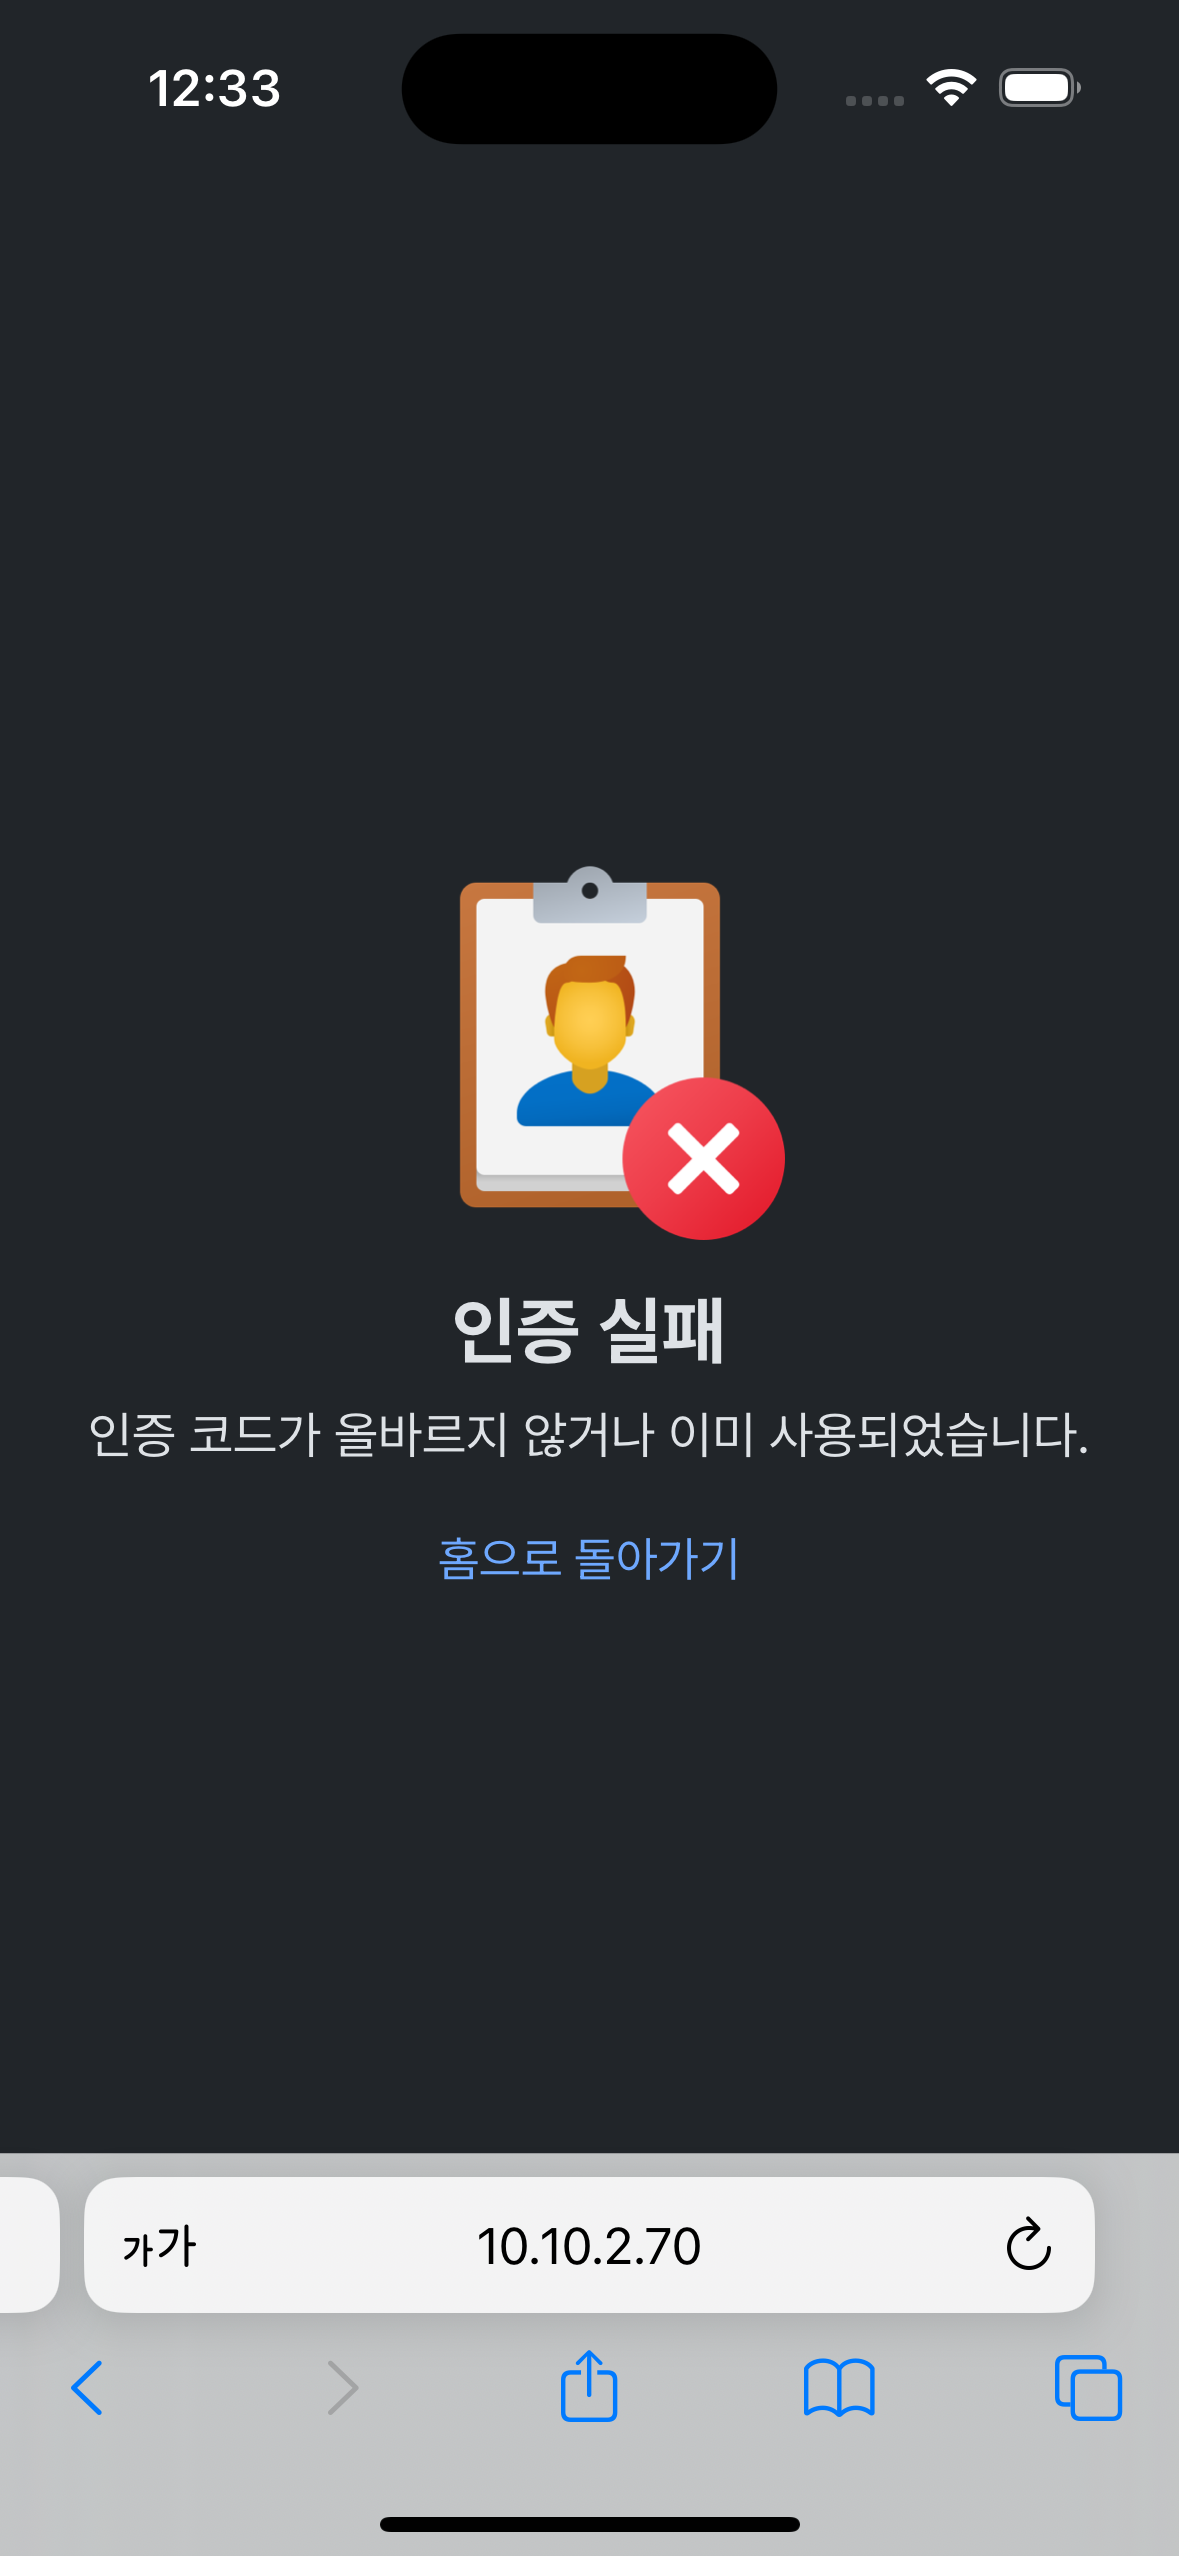 12:33
인증 실패
인증 코드가 올바르지 않거나 이미 사용되었습니다.
홈으로 돌아가기
가가
10.10.2.70